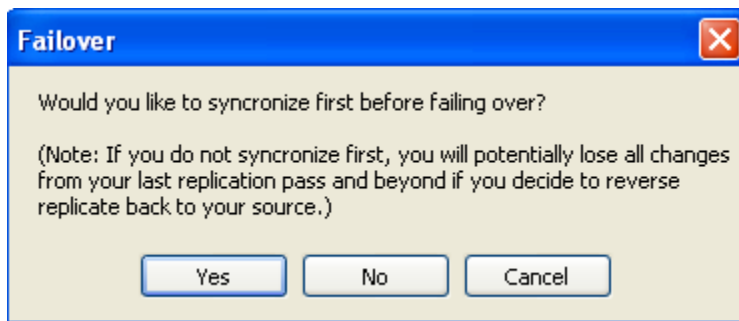 Failover
Would you like to syncronize first before failing over?
(Note: If you do not syncronize first, you will potentially lose all changes
from your last replication pass and beyond if you decide to reverse
replicate back to your source.)
Yes No Cancel